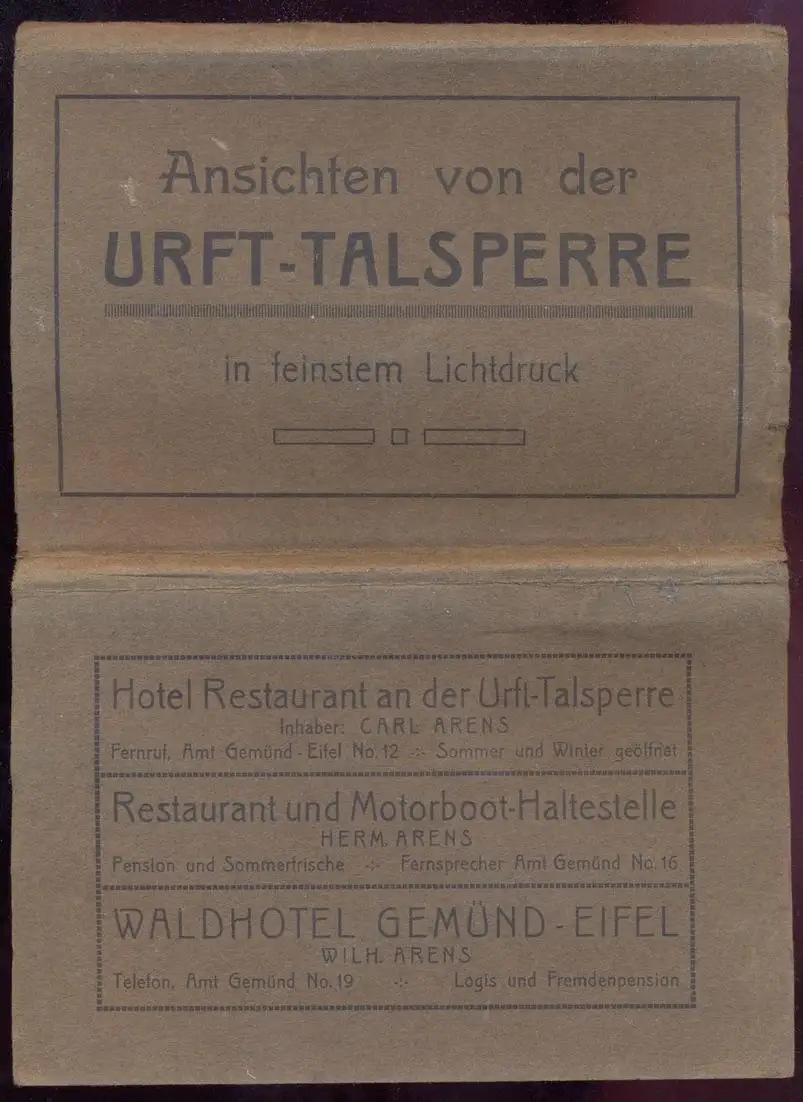 Ansichten von der
URFT-TALSPERRE
in feinstem Lichtdruck
Hotel Restaurant an der Urft-Talsperre
Inhaber: CARL ARENS
Fernruf, Amt Gemünd-Eifel No. 12 -:- Sommer und Winter geöffnet
Restaurant und Motorboot-Haltestelle
HERM. ARENS
Pension und Sommerfrische -:- Fernsprecher Amt Gemünd No. 16
WALDHOTEL GEMÜND-EIFEL
WILH. ARENS
Telefon, Amt Gemünd No. 19 -:- Logis und Fremdenpension